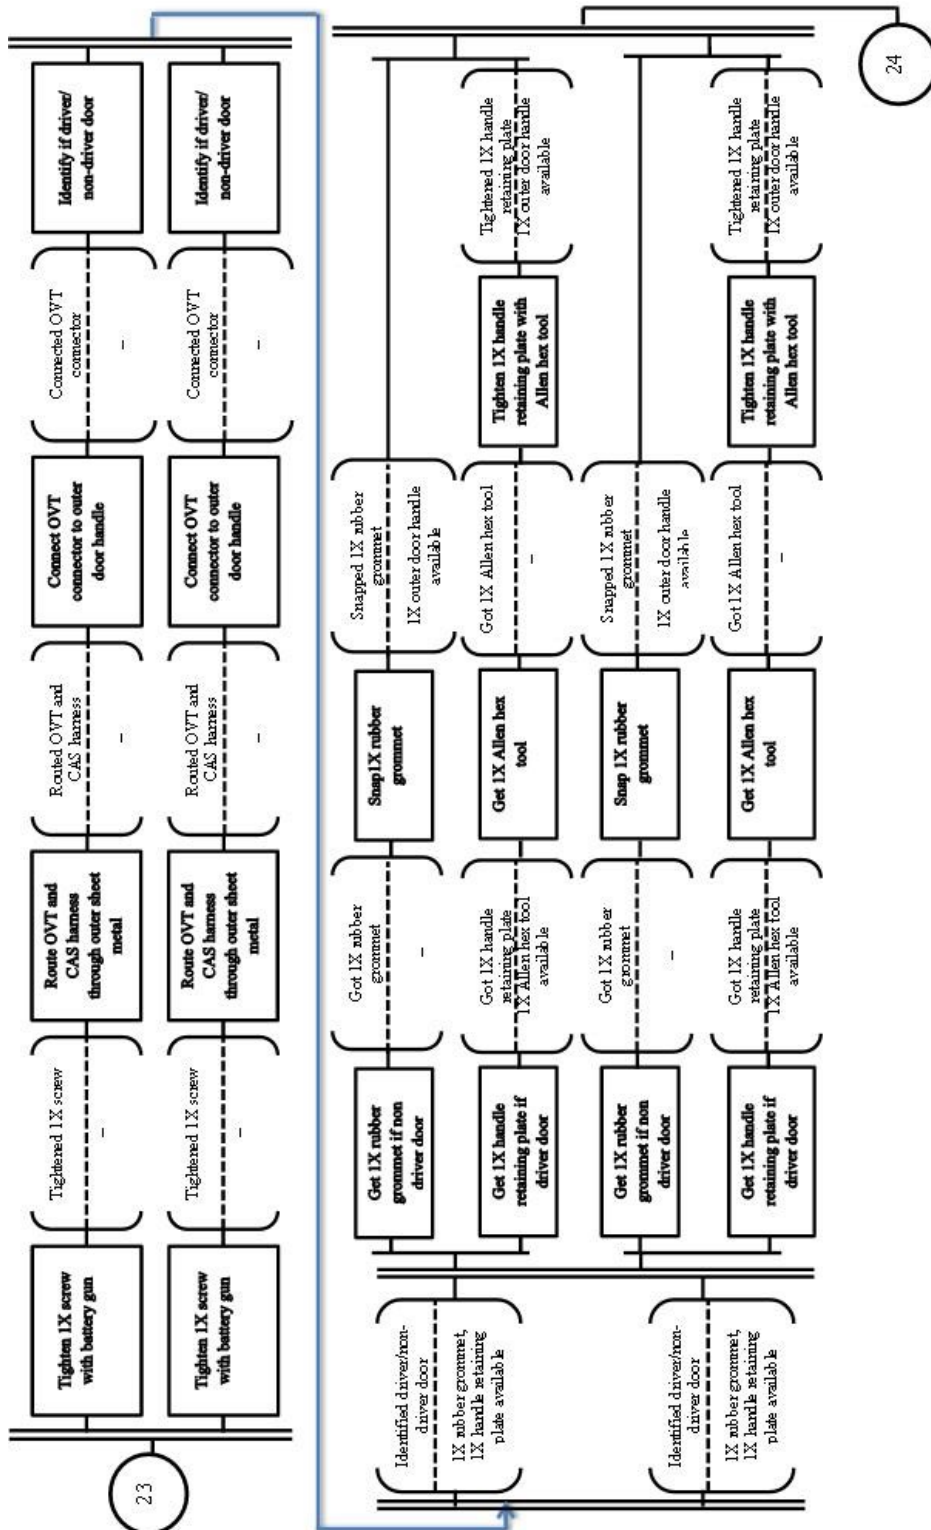 23
Tighten 1X screw
with battery gun
Tightened 1X screw
–
Route OVT and
CAS harness
through outer sheet
metal
Routed OVT and
CAS harness
–
Connect OVT
connector to outer
door handle
Connected OVT
connector
–
Identify if driver/
non-driver door
Tighten 1X screw
with battery gun
Tightened 1X screw
–
Route OVT and
CAS harness
through outer sheet
metal
Routed OVT and
CAS harness
–
Connect OVT
connector to outer
door handle
Connected OVT
connector
–
Identify if driver/
non-driver door
Identified driver/non-
driver door
1X rubber grommet,
1X handle retaining
plate available
Get 1X rubber
grommet if non
driver door
Got 1X rubber
grommet
–
Snap1X rubber
grommet
Snapped 1X rubber
grommet
1X outer door handle
available
Get 1X handle
retaining plate if
driver door
Got 1X handle
retaining plate
1X Allen hex tool
available
Get 1X Allen hex
tool
Got 1X Allen hex tool
–
Tighten 1X handle
retaining plate with
Allen hex tool
Tightened 1X handle
retaining plate
1X outer door handle
available
Identified driver/non-
driver door
1X rubber grommet,
1X handle retaining
plate available
Get 1X rubber
grommet if non
driver door
Got 1X rubber
grommet
–
Snap 1X rubber
grommet
Snapped 1X rubber
grommet
1X outer door handle
available
Get 1X handle
retaining plate if
driver door
Got 1X handle
retaining plate
1X Allen hex tool
available
Get 1X Allen hex
tool
Got 1X Allen hex tool
–
Tighten 1X handle
retaining plate with
Allen hex tool
Tightened 1X handle
retaining plate
1X outer door handle
available
24